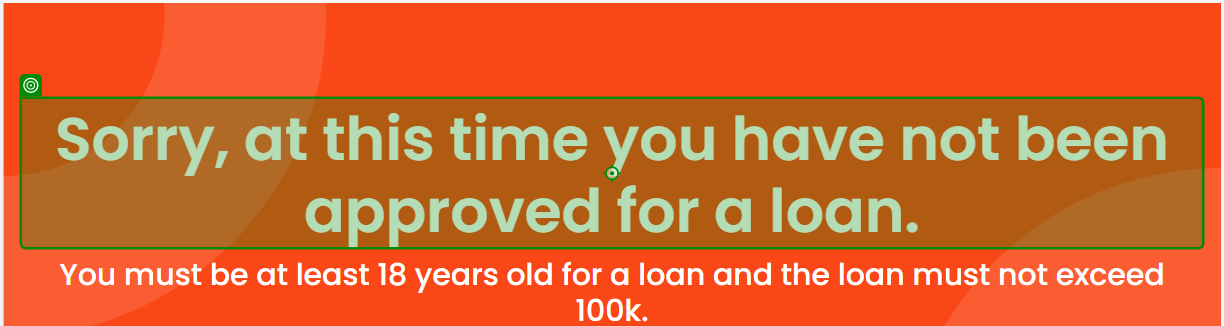 Sorry, at this time you have not been
approved for a loan.
You must be at least 18 years old for a loan and the loan must not exceed
100k.